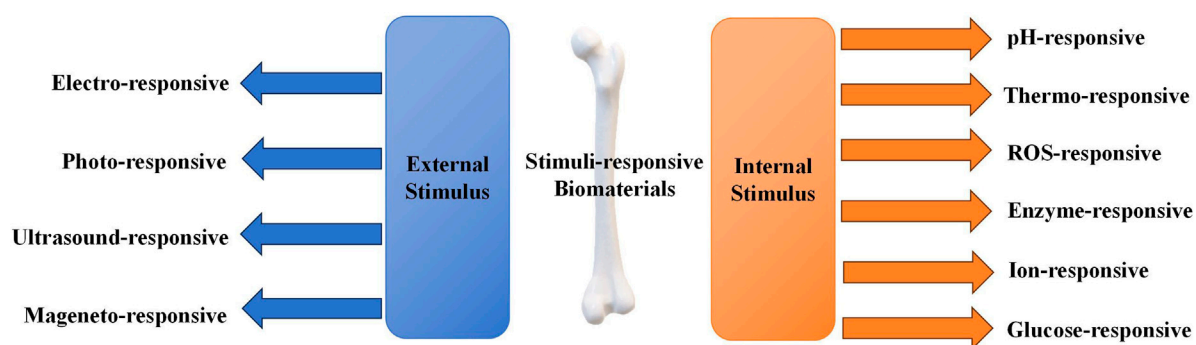 Electro-responsive
Photo-responsive
Ultrasound-responsive
Mageneto-responsive
External
Stimulus
Stimuli-responsive
Biomaterials
Internal
Stimulus
pH-responsive
Thermo-responsive
ROS-responsive
Enzyme-responsive
Ion-responsive
Glucose-responsive